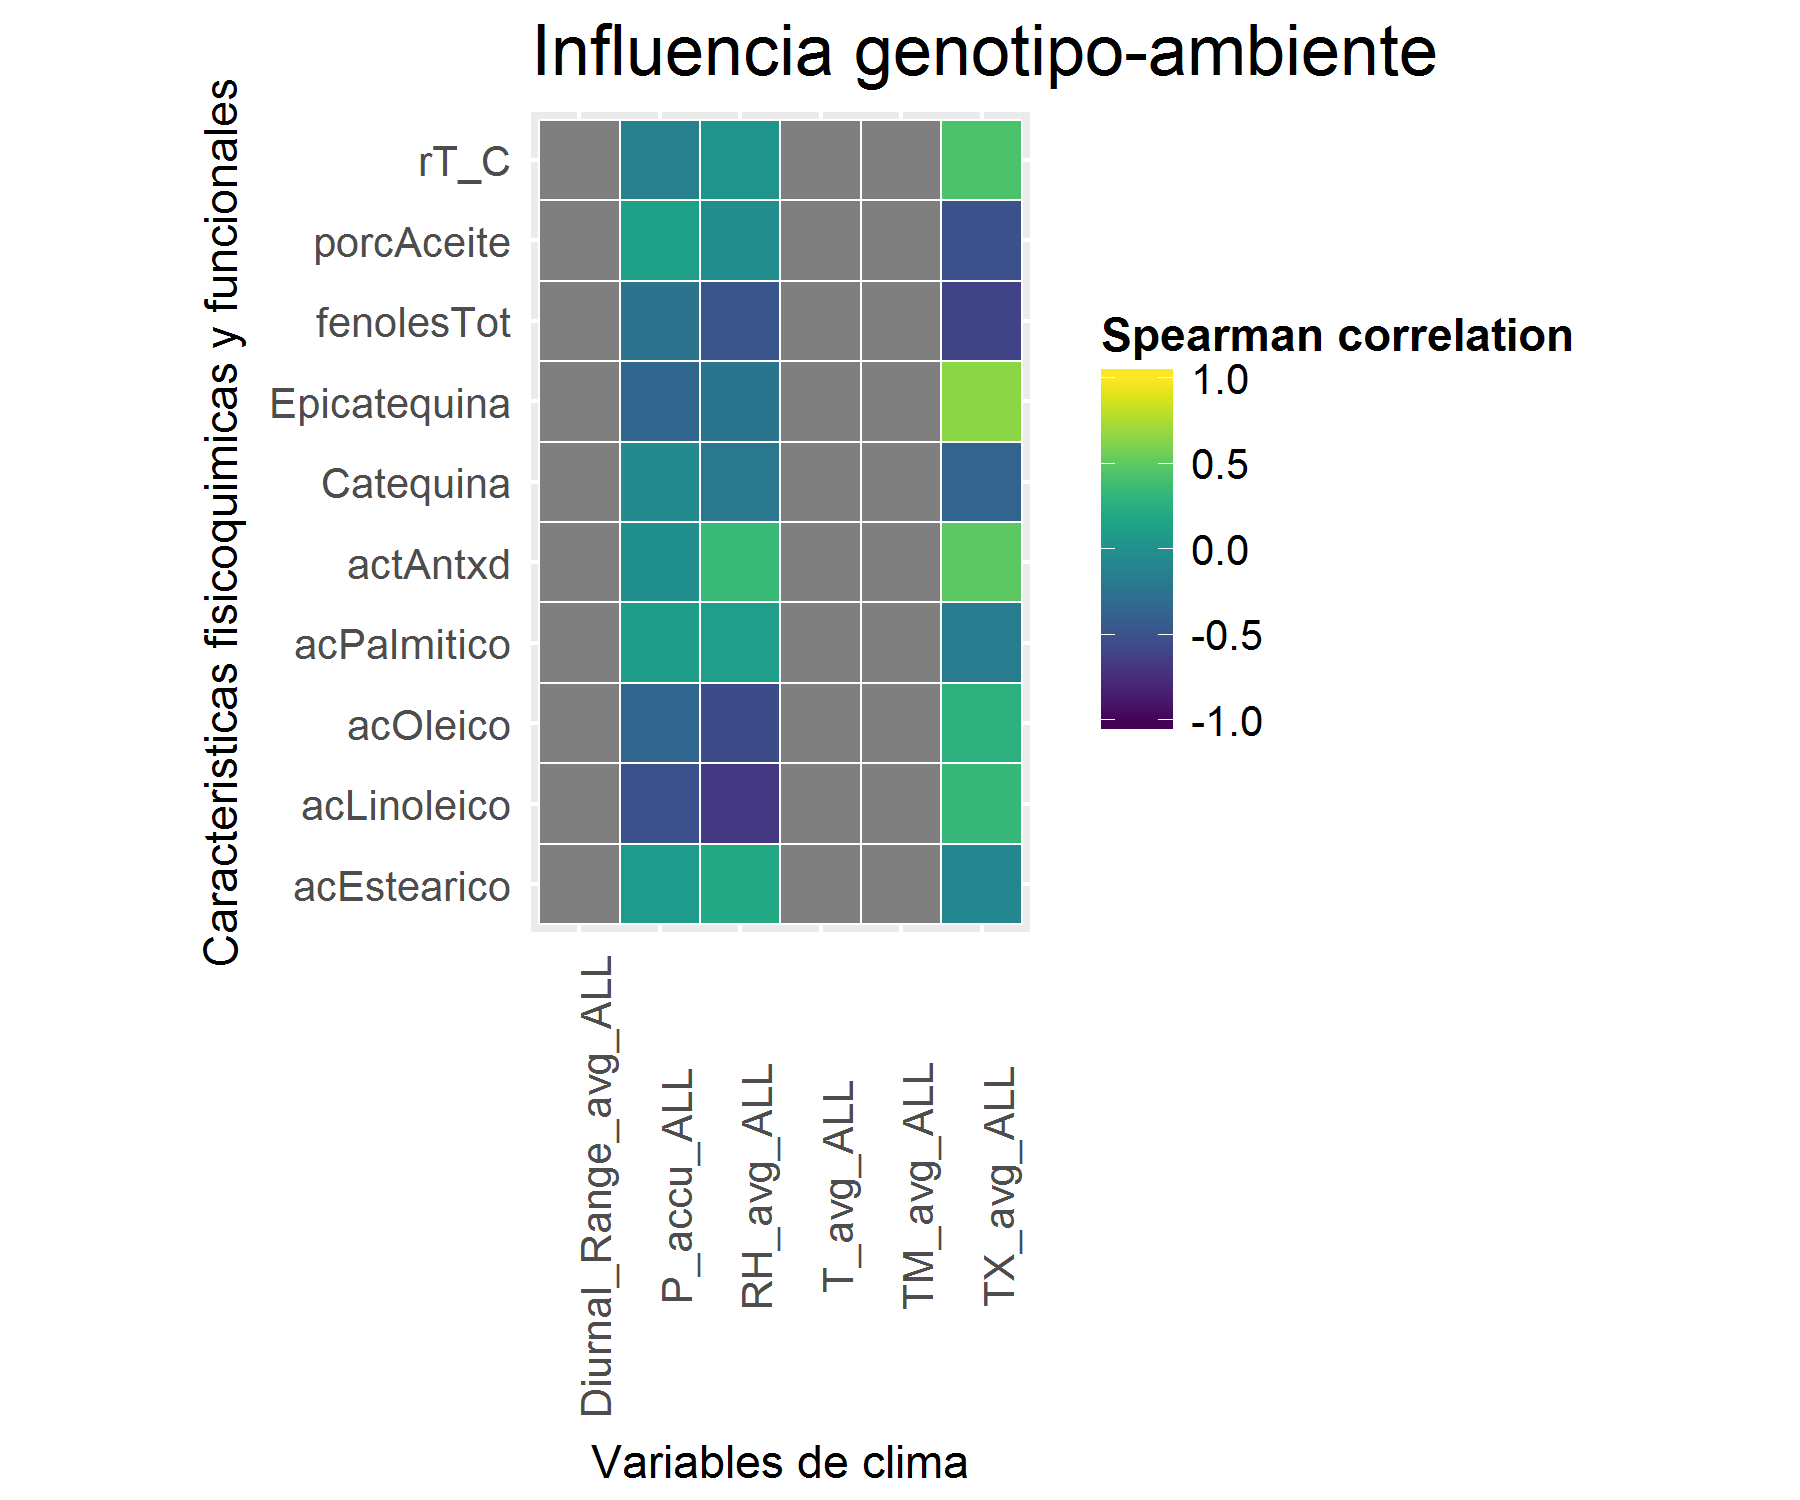 Influencia genotipo-ambiente
Caracteristicas fisicoquimicas y funcionales
rT_C
porcAceite
fenolesTot
Epicatequina
Catequina
actAntxd
acPalmitico
acOleico
acLinoleico
acEstearico
Spearman correlation
1.0
0.5
0.0
-0.5
-1.0
Diurnal_Range_avg_ALL
P_accu_ALL
RH_avg_ALL
T_avg_ALL
TM_avg_ALL
TX_avg_ALL
Variables de clima